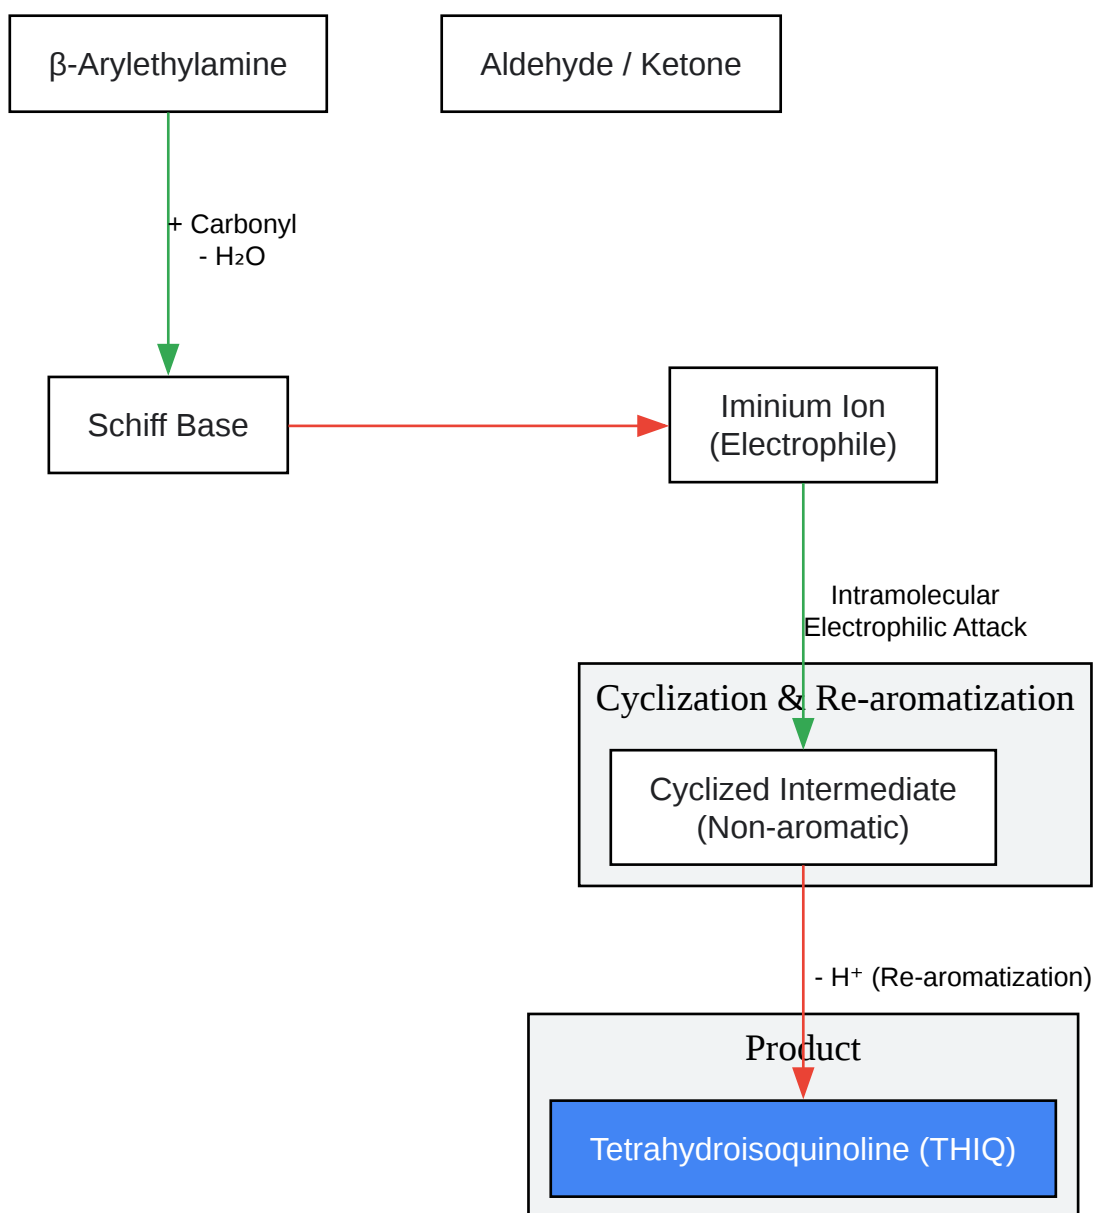 β-Arylethylamine
Aldehyde / Ketone
+ Carbonyl
- H₂O
Schiff Base
Iminium Ion
(Electrophile)
Intramolecular
Electrophilic Attack
Cyclization & Re-aromatization
Cyclized Intermediate
(Non-aromatic)
- H⁺ (Re-aromatization)
Product
Tetrahydroisoquinoline (THIQ)